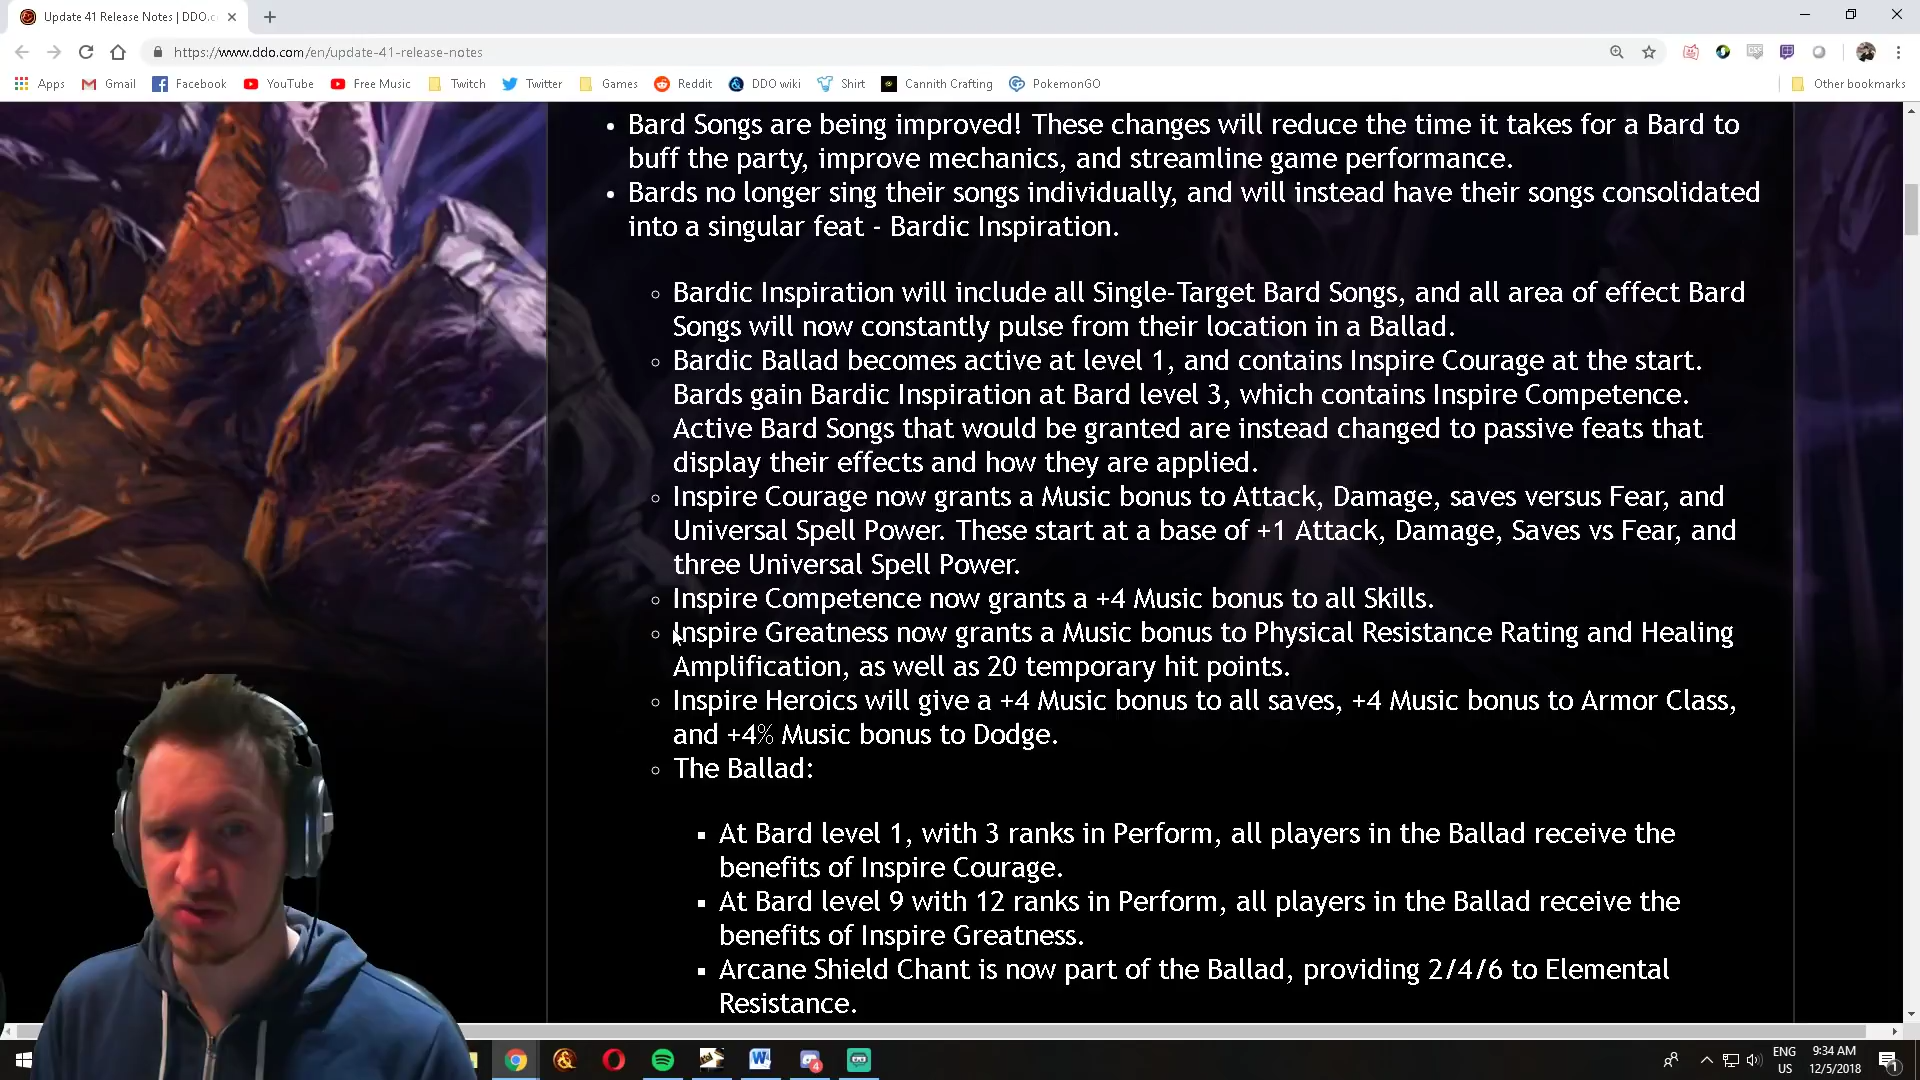 Update 41 Release Notes | DDO.c
https://www.ddo.com/en/update-41-release-notes
Apps Gmail Facebook YouTube Free Music Twitch Twitter Games Reddit DDO wiki Shirt Cannith Crafting PokemonGO Other bookmarks
Bard Songs are being improved! These changes will reduce the time it takes for a Bard to
buff the party, improve mechanics, and streamline game performance.
Bards no longer sing their songs individually, and will instead have their songs consolidated
into a singular feat - Bardic Inspiration.
Bardic Inspiration will include all Single-Target Bard Songs, and all area of effect Bard
Songs will now constantly pulse from their location in a Ballad.
Bardic Ballad becomes active at level 1, and contains Inspire Courage at the start.
Bards gain Bardic Inspiration at Bard level 3, which contains Inspire Competence.
Active Bard Songs that would be granted are instead changed to passive feats that
display their effects and how they are applied.
Inspire Courage now grants a Music bonus to Attack, Damage, saves versus Fear, and
Universal Spell Power. These start at a base of +1 Attack, Damage, Saves vs Fear, and
three Universal Spell Power.
Inspire Competence now grants a +4 Music bonus to all Skills.
Inspire Greatness now grants a Music bonus to Physical Resistance Rating and Healing
Amplification, as well as 20 temporary hit points.
Inspire Heroics will give a +4 Music bonus to all saves, +4 Music bonus to Armor Class,
and +4% Music bonus to Dodge.
The Ballad:
At Bard level 1, with 3 ranks in Perform, all players in the Ballad receive the
benefits of Inspire Courage.
At Bard level 9 with 12 ranks in Perform, all players in the Ballad receive the
benefits of Inspire Greatness.
Arcane Shield Chant is now part of the Ballad, providing 2/4/6 to Elemental
Resistance.
ENG 9:34 AM
US 12/5/2018